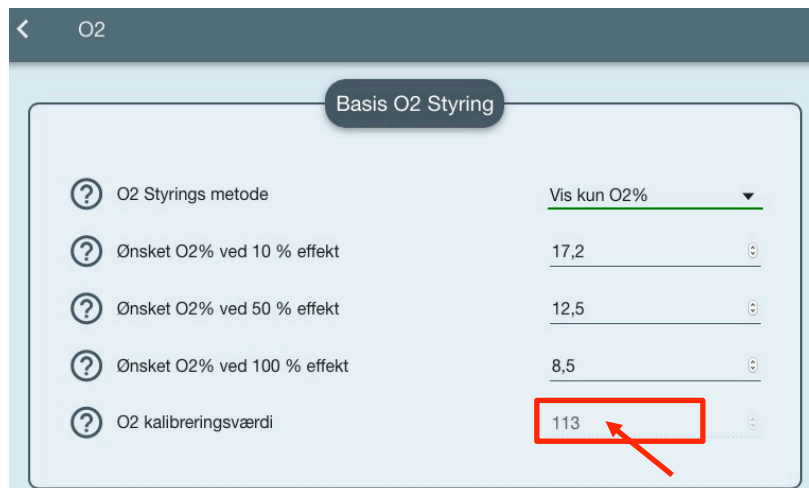 O2
Basis O2 Styring
O2 Styrings metode Vis kun O2%
Ønsket O2% ved 10 % effekt 17,2
Ønsket O2% ved 50 % effekt 12,5
Ønsket O2% ved 100 % effekt 8,5
O2 kalibreringsværdi 113